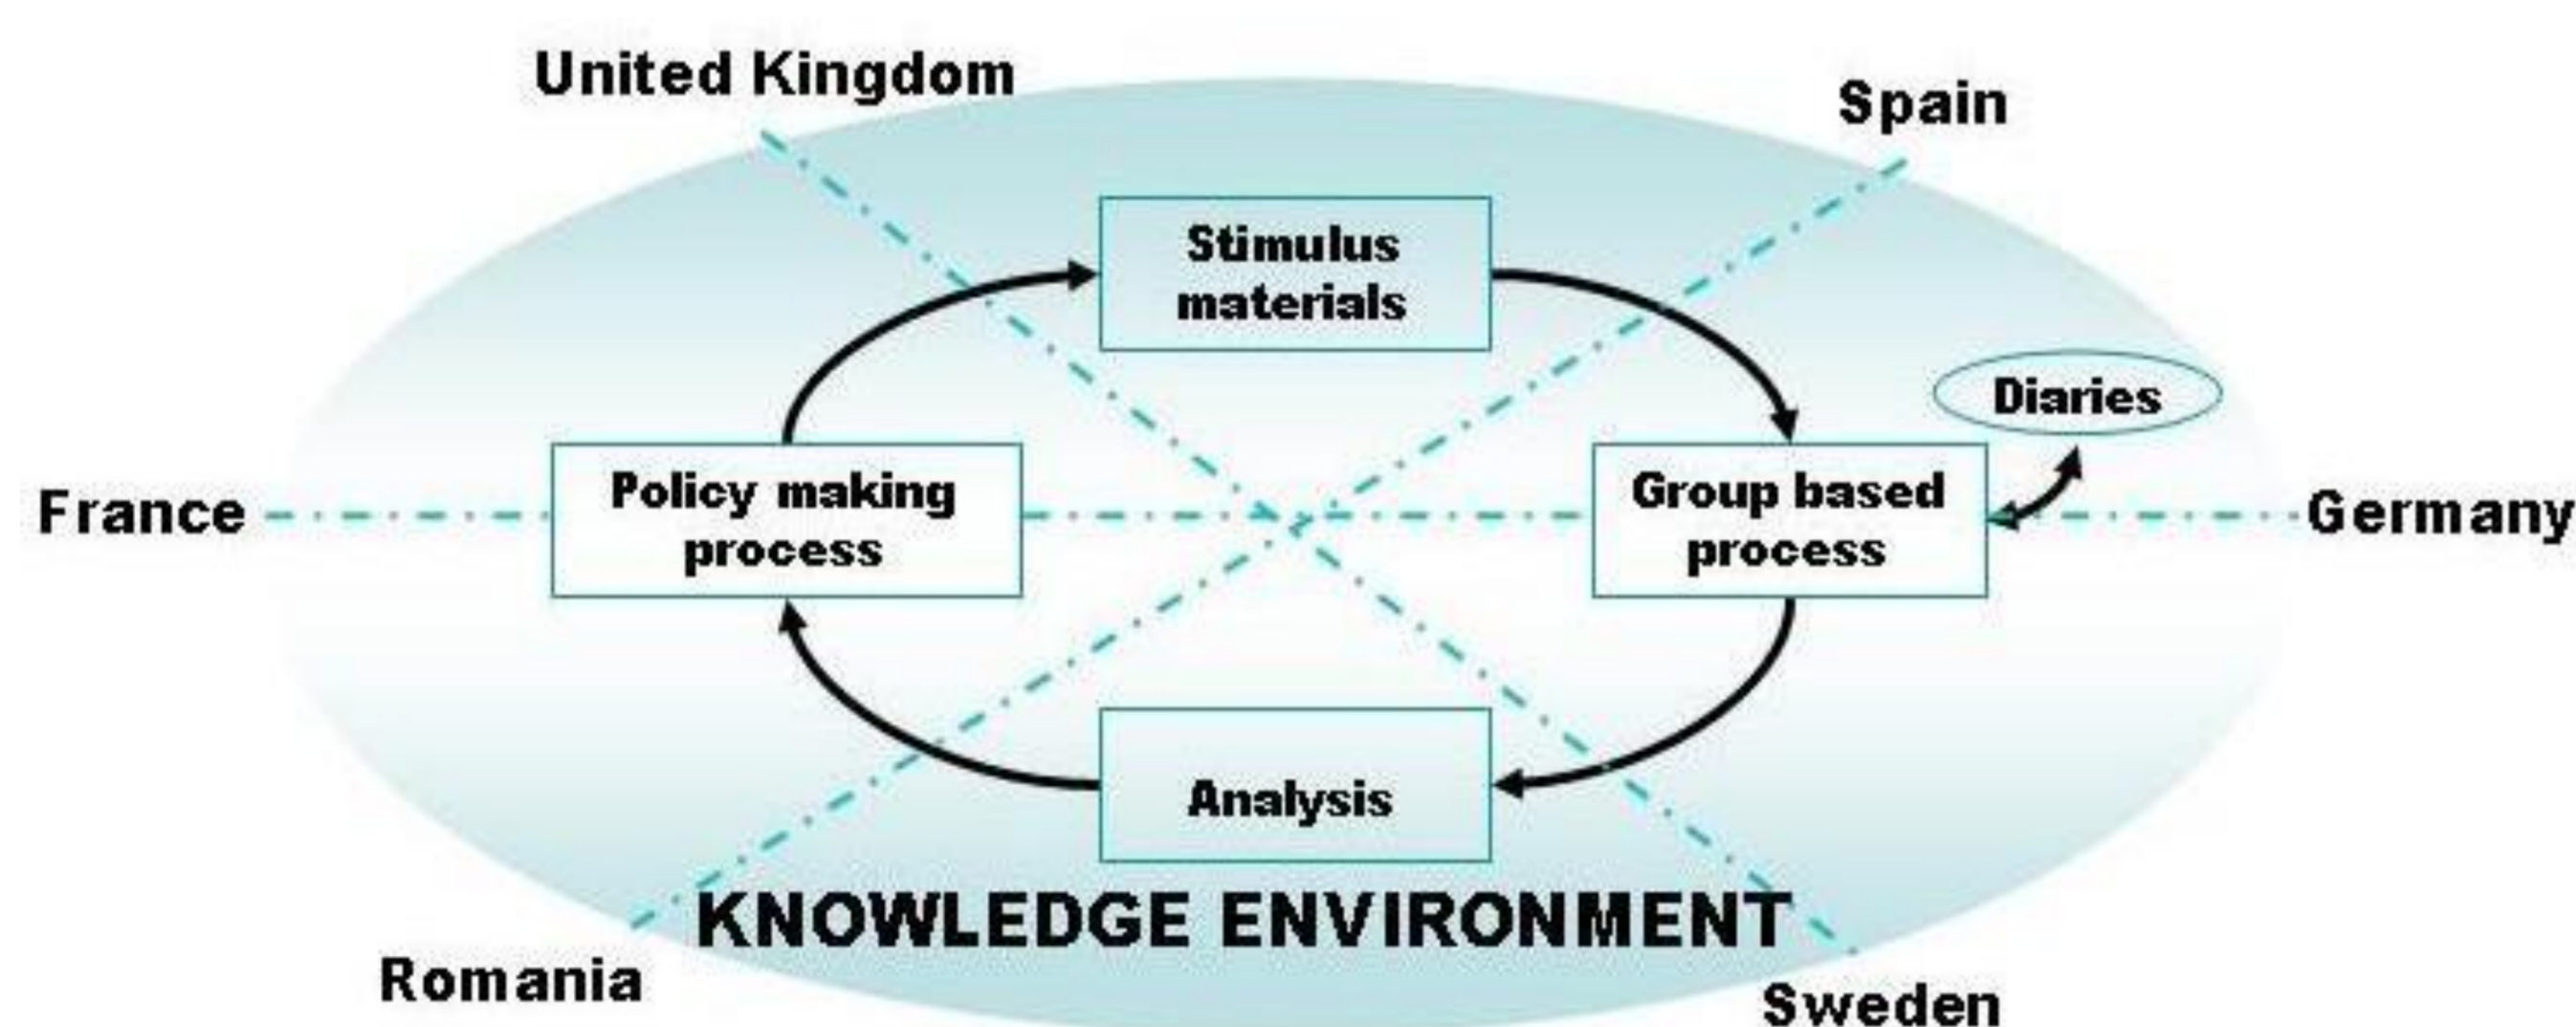 United Kingdom
Spain
Stimulus
materials
Diaries
France
Policy making
process
Group based
process
Germany
Analysis
KNOWLEDGE ENVIRONMENT
Romania
Sweden